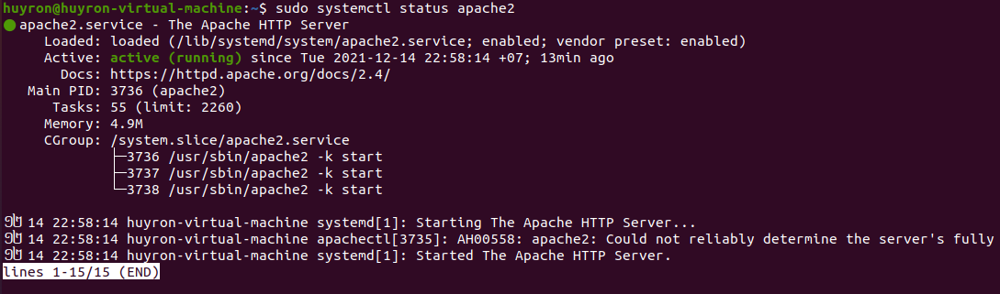 huyron@huyron-virtual-machine:~$ sudo systemctl status apache2
● apache2.service - The Apache HTTP Server
     Loaded: loaded (/lib/systemd/system/apache2.service; enabled; vendor preset: enabled)
     Active: active (running) since Tue 2021-12-14 22:58:14 +07; 13min ago
       Docs: https://httpd.apache.org/docs/2.4/
   Main PID: 3736 (apache2)
      Tasks: 55 (limit: 2260)
     Memory: 4.9M
     CGroup: /system.slice/apache2.service
             ├─3736 /usr/sbin/apache2 -k start
             ├─3737 /usr/sbin/apache2 -k start
             └─3738 /usr/sbin/apache2 -k start
14 22:58:14 huyron-virtual-machine systemd[1]: Starting The Apache HTTP Server...
14 22:58:14 huyron-virtual-machine apachectl[3735]: AH00558: apache2: Could not reliably determine the server's fully
14 22:58:14 huyron-virtual-machine systemd[1]: Started The Apache HTTP Server.
lines 1-15/15 (END)